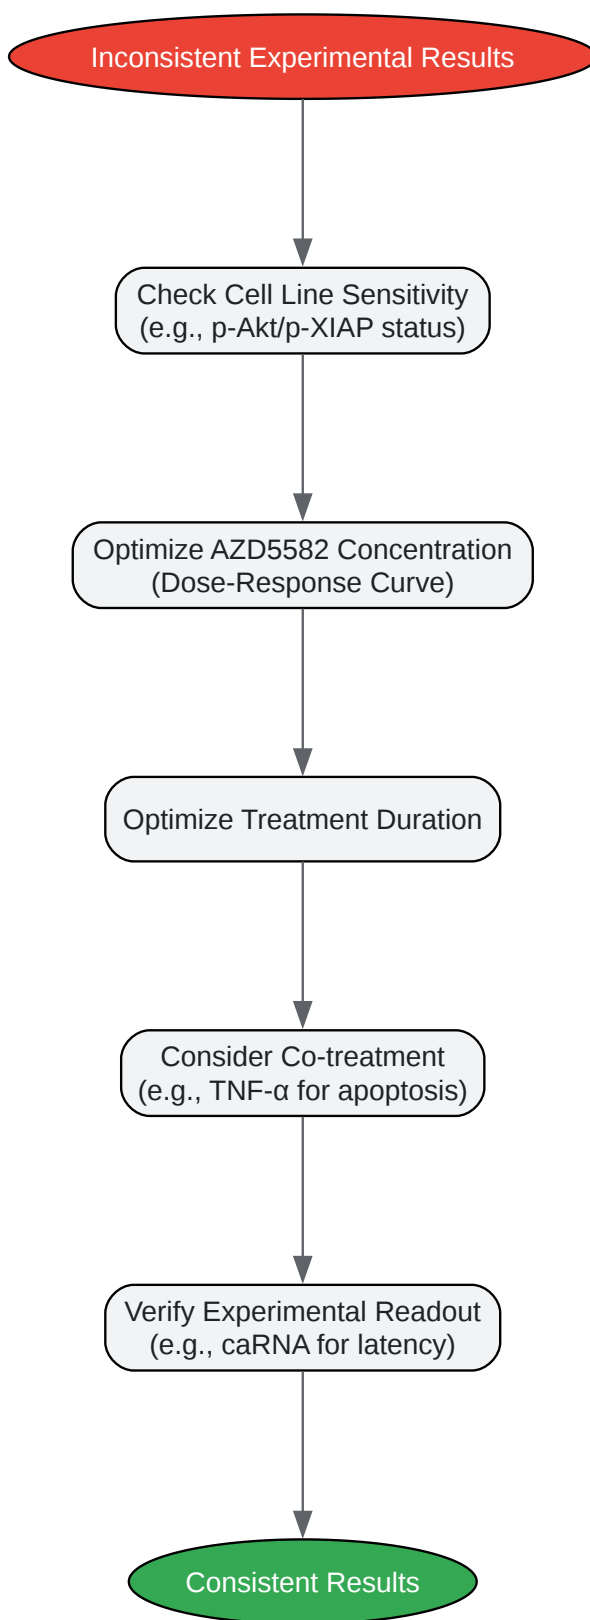 Inconsistent Experimental Results
Check Cell Line Sensitivity
(e.g., p-Akt/p-XIAP status)
Optimize AZD5582 Concentration
(Dose-Response Curve)
Optimize Treatment Duration
Consider Co-treatment
(e.g., TNF-α for apoptosis)
Verify Experimental Readout
(e.g., caRNA for latency)
Consistent Results